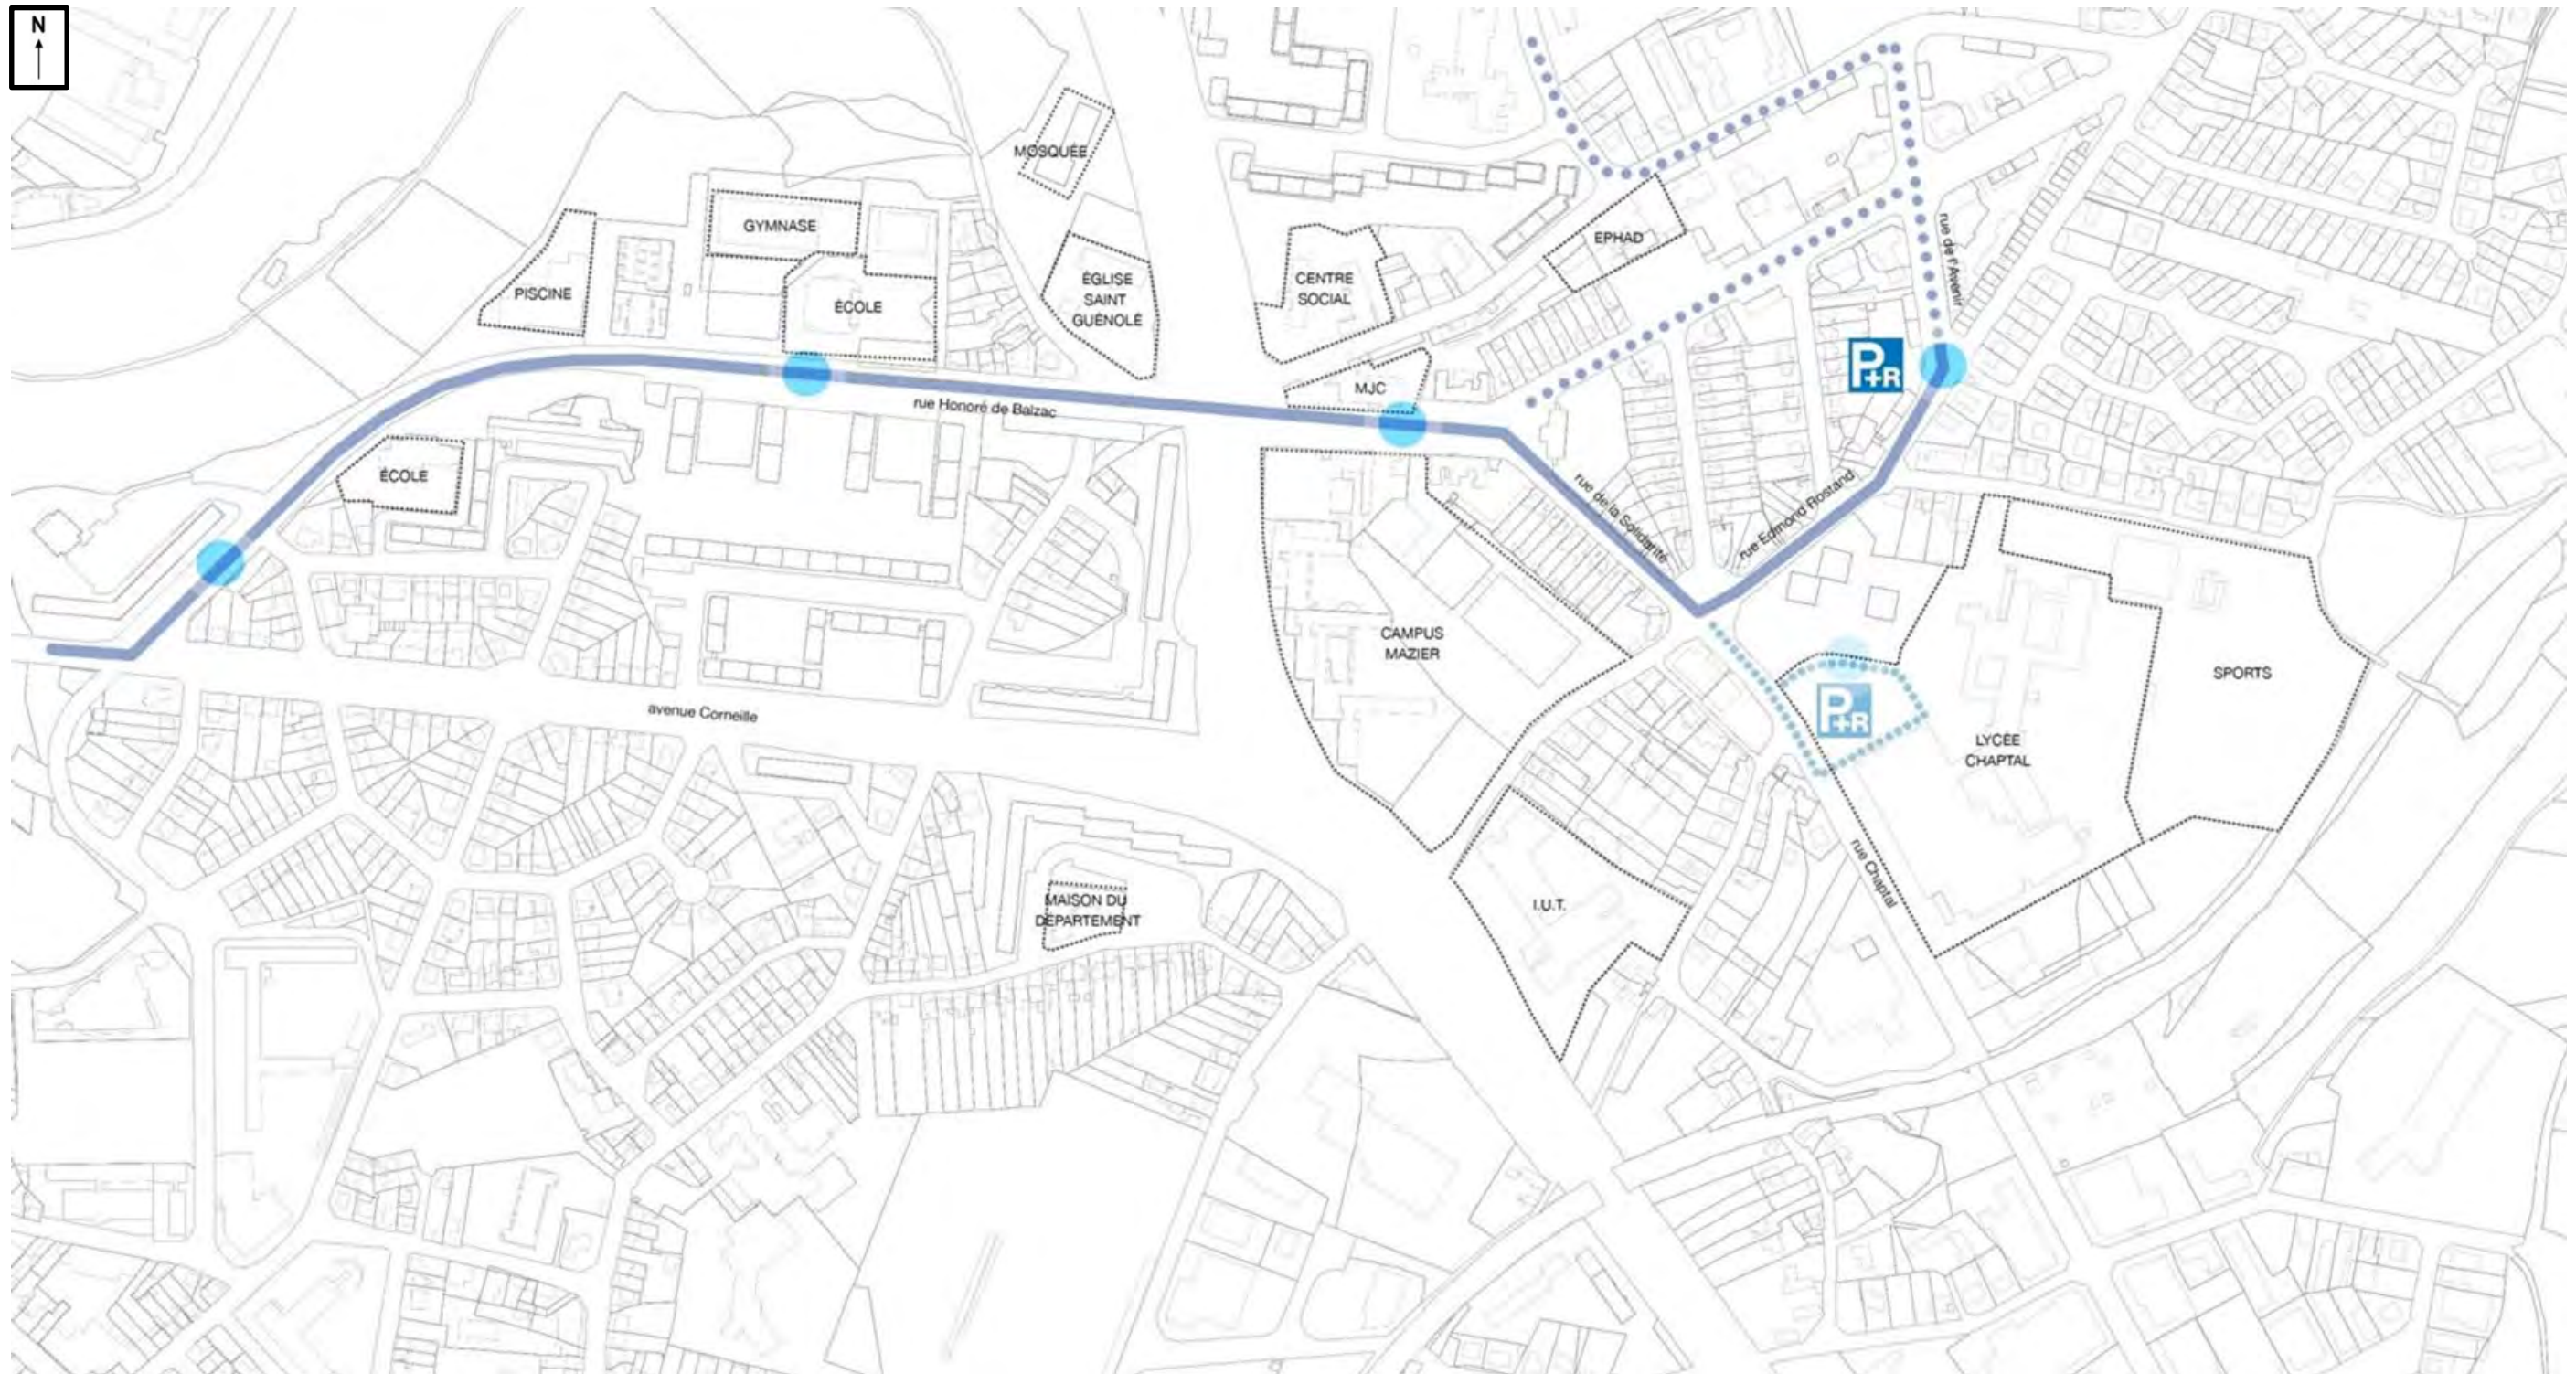 N
MOSQUÉE
GYMNASE
PISCINE
ÉCOLE
ÉGLISE
SAINT
GUÉNOLÉ
CENTRE
SOCIAL
EPHAD
rue de l'Avenir
P+R
MJC
rue Honoré de Balzac
ÉCOLE
rue de la Solidarité
rue Edmond Rostand
CAMPUS
MAZIER
SPORTS
P+R
avenue Corneille
LYCÉE
CHAPTAL
rue Chaptal
MAISON DU
DÉPARTEMENT
I.U.T.